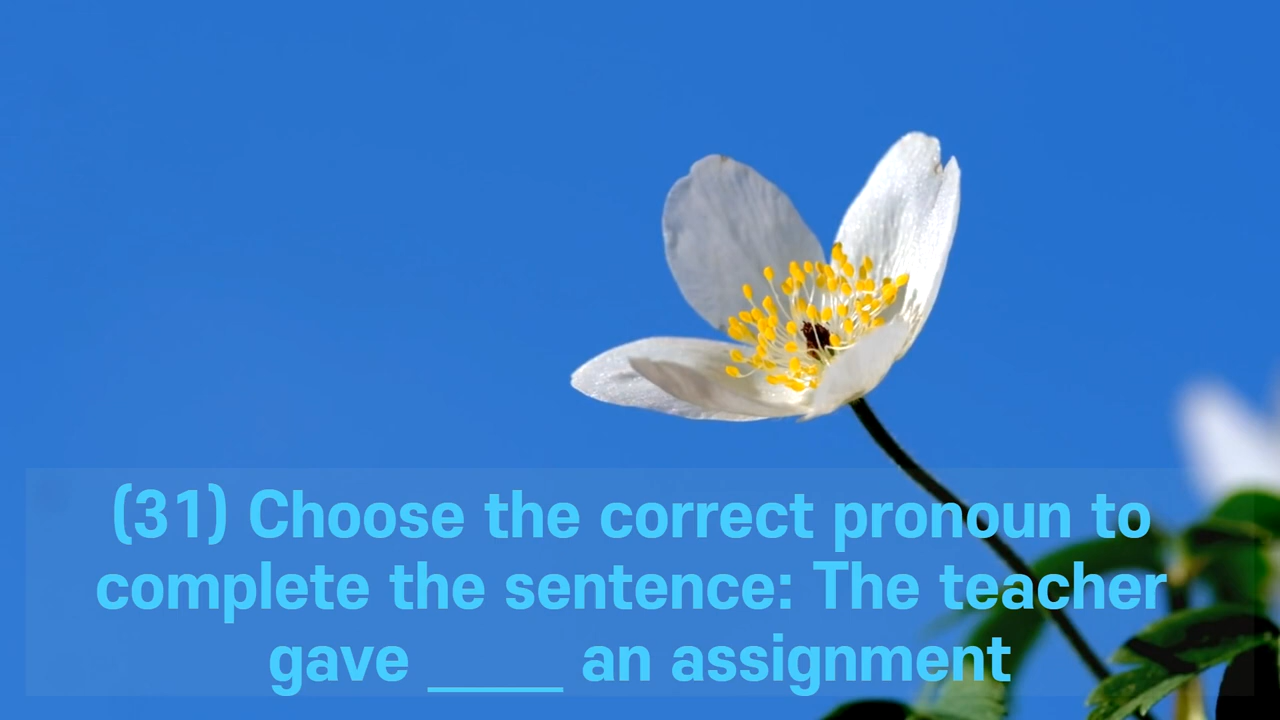 (31) Choose the correct pronoun to
complete the sentence: The teacher
gave _____ an assignment